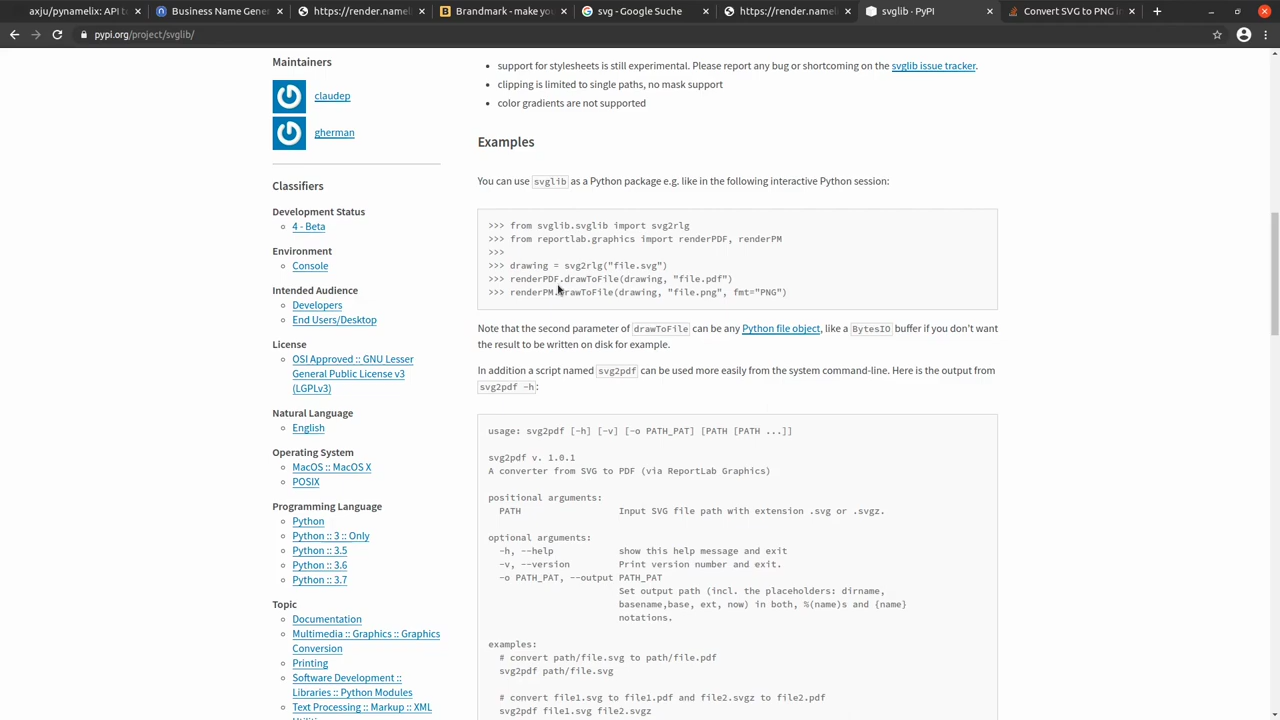 axju/pynamelix: API t
Business Name Gene
https://render.namel
Brandmark - make you
svg - Google Suche
https://render.namel
svglib · PyPI
Convert SVG to PNG in
pypi.org/project/svglib/
Maintainers
claudep
gherman
Classifiers
Development Status
4 - Beta
Environment
Console
Intended Audience
Developers
End Users/Desktop
License
OSI Approved :: GNU Lesser
General Public License v3
(LGPLv3)
Natural Language
English
Operating System
MacOS :: MacOS X
POSIX
Programming Language
Python
Python :: 3 :: Only
Python :: 3.5
Python :: 3.6
Python :: 3.7
Topic
Documentation
Multimedia :: Graphics :: Graphics
Conversion
Printing
Software Development ::
Libraries :: Python Modules
Text Processing :: Markup :: XML
support for stylesheets is still experimental. Please report any bug or shortcoming on the svglib issue tracker.
clipping is limited to single paths, no mask support
color gradients are not supported
Examples
You can use svglib as a Python package e.g. like in the following interactive Python session:
>>> from svglib.svglib import svg2rlg
>>> from reportlab.graphics import renderPDF, renderPM
>>>
>>> drawing = svg2rlg("file.svg")
>>> renderPDF.drawToFile(drawing, "file.pdf")
>>> renderPM.drawToFile(drawing, "file.png", fmt="PNG")
Note that the second parameter of drawToFile can be any Python file object, like a BytesIO buffer if you don't want
the result to be written on disk for example.
In addition a script named svg2pdf can be used more easily from the system command-line. Here is the output from
svg2pdf -h:
usage: svg2pdf [-h] [-v] [-o PATH_PAT] [PATH [PATH ...]]
svg2pdf v. 1.0.1
A converter from SVG to PDF (via ReportLab Graphics)
positional arguments:
PATH Input SVG file path with extension .svg or .svgz.
optional arguments:
-h, --help show this help message and exit
-v, --version Print version number and exit.
-o PATH_PAT, --output PATH_PAT
Set output path (incl. the placeholders: dirname,
basename,base, ext, now) in both, %(name)s and {name}
notations.
examples:
# convert path/file.svg to path/file.pdf
svg2pdf path/file.svg
# convert file1.svg to file1.pdf and file2.svgz to file2.pdf
svg2pdf file1.svg file2.svgz